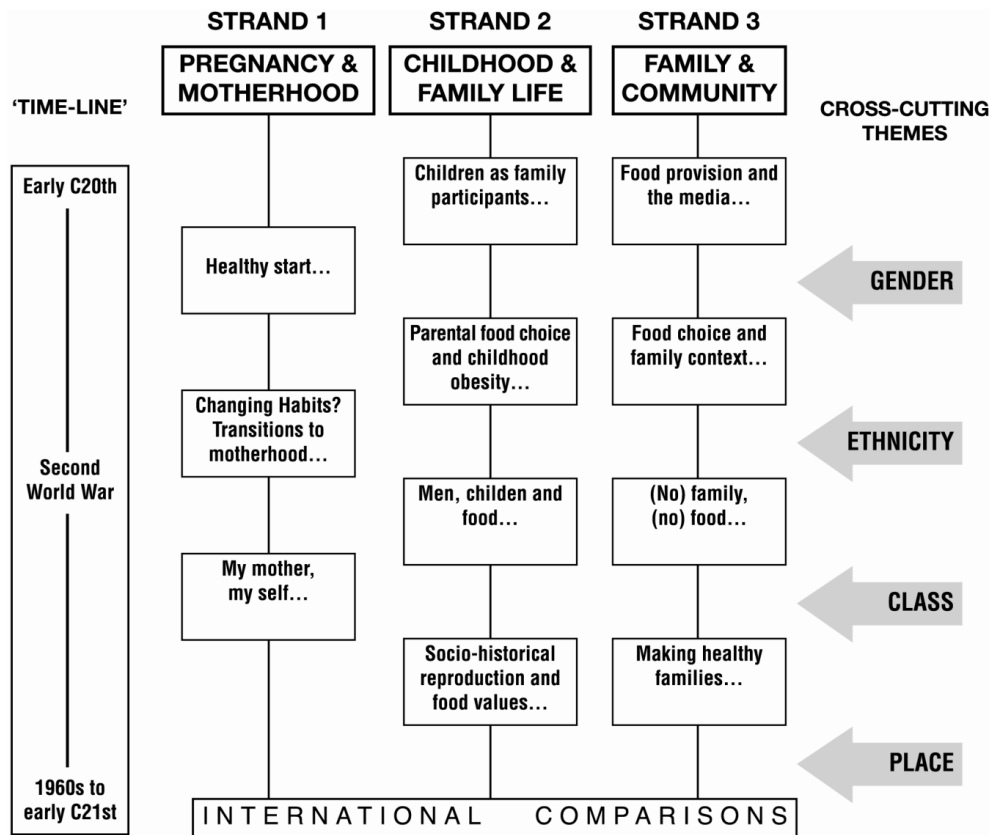 STRAND 1
STRAND 2
STRAND 3
PREGNANCY &
MOTHERHOOD
CHILDHOOD &
FAMILY LIFE
FAMILY &
COMMUNITY
‘TIME-LINE’
CROSS-CUTTING
THEMES
Early C20th
Second
World War
1960s to
early C21st
Healthy start…
Changing Habits?
Transitions to
motherhood…
My mother,
my self…
Children as family
participants…
Parental food choice
and childhood
obesity…
Men, childen and
food…
Socio-historical
reproduction and
food values…
Food provision and
the media…
Food choice and
family context…
(No) family,
(no) food…
Making healthy
families…
GENDER
ETHNICITY
CLASS
PLACE
INTERNATIONAL COMPARISONS